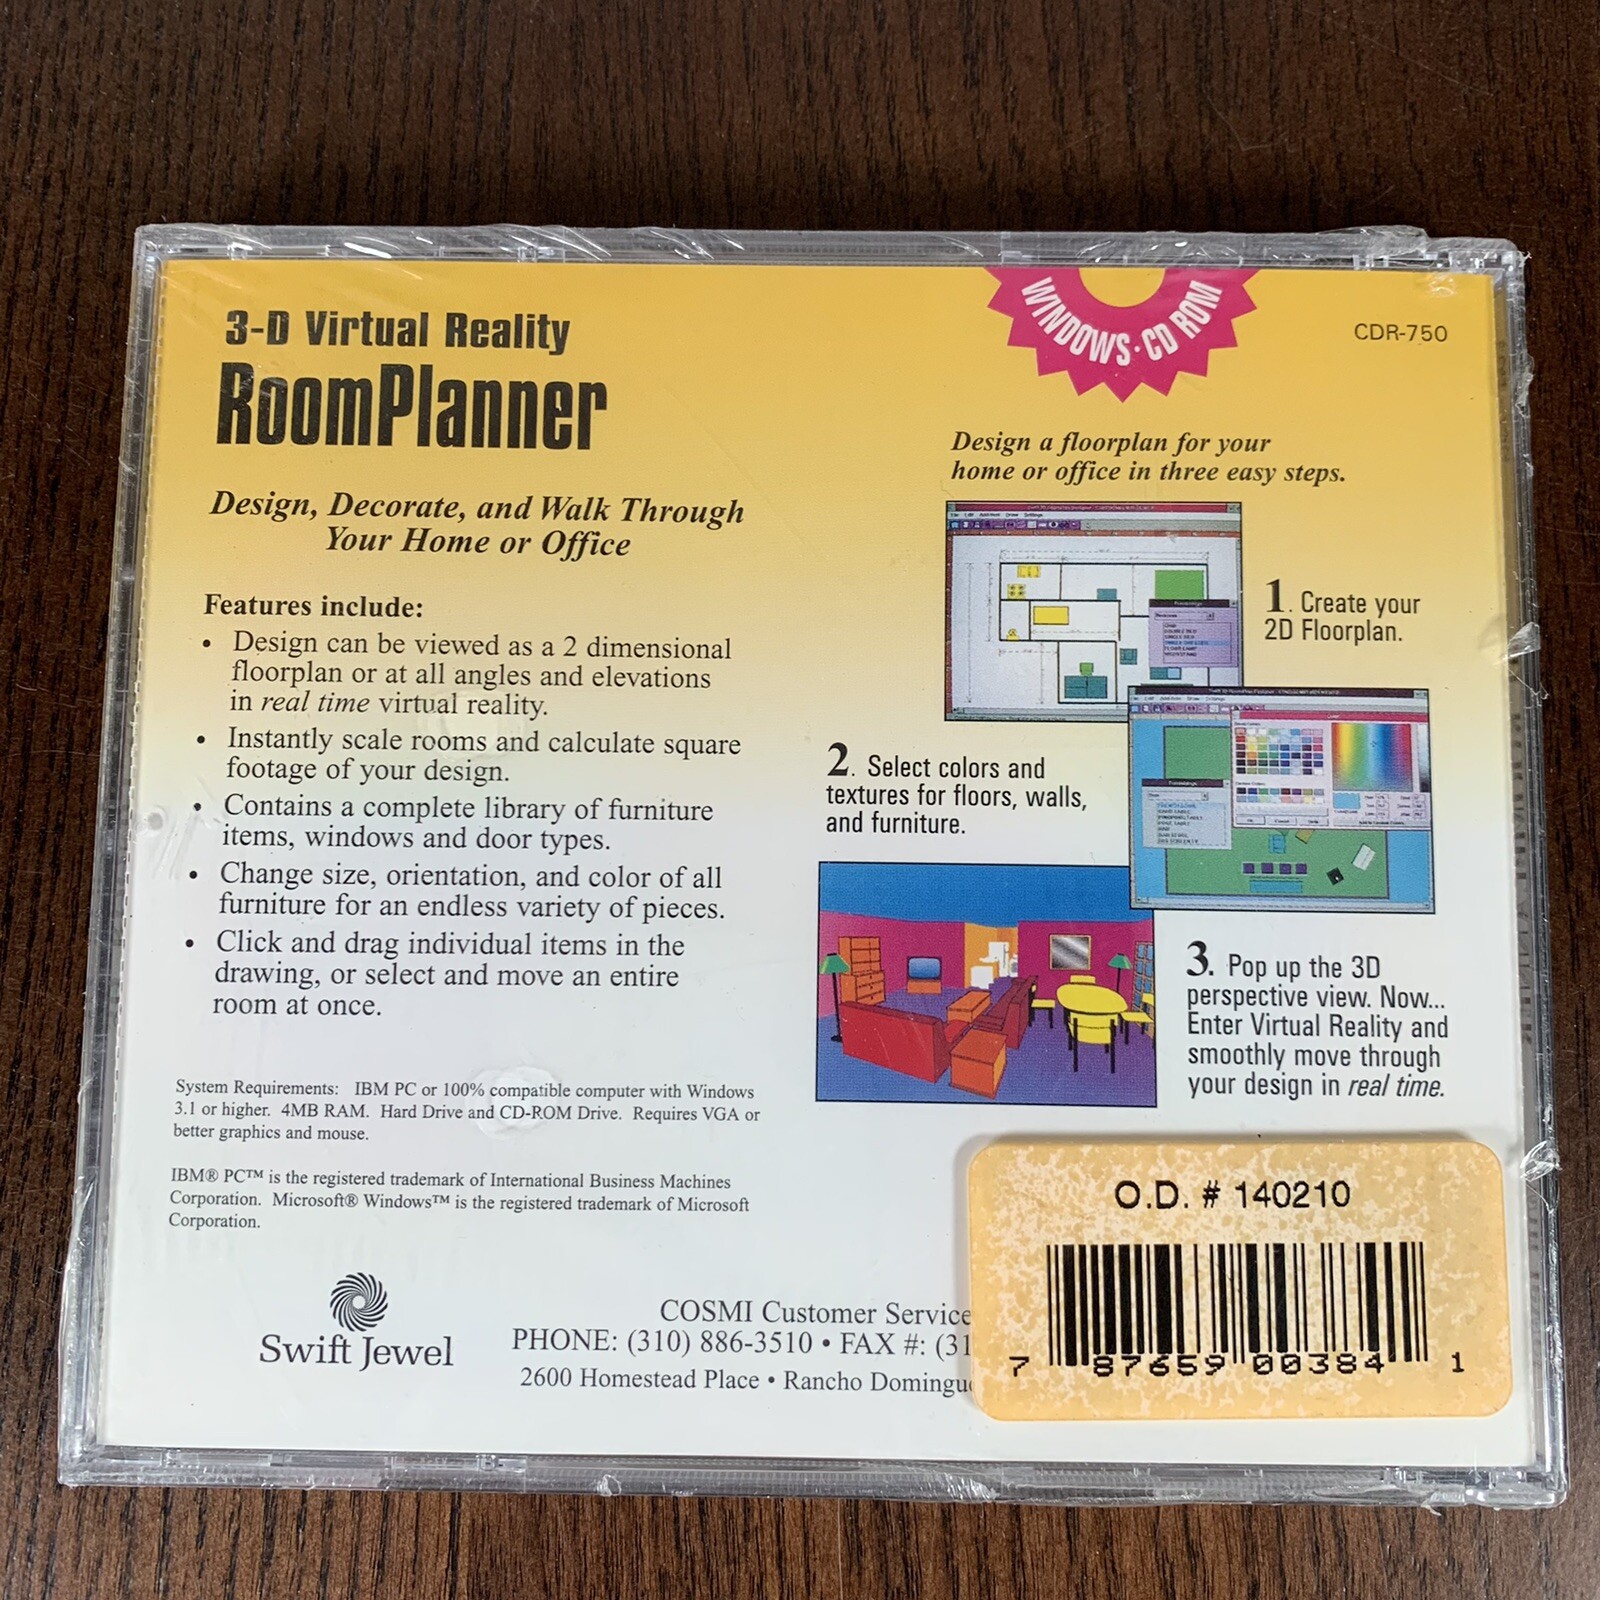 3-D Virtual Reality
RoomPlanner
Design, Decorate, and Walk Through
Your Home or Office
Features include:
• Design can be viewed as a 2 dimensional
floorplan or at all angles and elevations
in real time virtual reality.
• Instantly scale rooms and calculate square
footage of your design.
• Contains a complete library of furniture
items, windows and door types.
• Change size, orientation, and color of all
furniture for an endless variety of pieces.
• Click and drag individual items in the
drawing, or select and move an entire
room at once.
System Requirements: IBM PC or 100% compatible computer with Windows
3.1 or higher. 4MB RAM. Hard Drive and CD-ROM Drive. Requires VGA or
better graphics and mouse.
IBM® PC™ is the registered trademark of International Business Machines
Corporation. Microsoft® Windows™ is the registered trademark of Microsoft
Corporation.
Swift Jewel
COSMI Customer Service
PHONE: (310) 886-3510 • FAX #: (31
2600 Homestead Place • Rancho Domingu
WINDOWS · CD ROM
CDR-750
Design a floorplan for your
home or office in three easy steps.
1. Create your
2D Floorplan.
2. Select colors and
textures for floors, walls,
and furniture.
3. Pop up the 3D
perspective view. Now...
Enter Virtual Reality and
smoothly move through
your design in real time.
O.D. # 140210
7 87659 00384 1